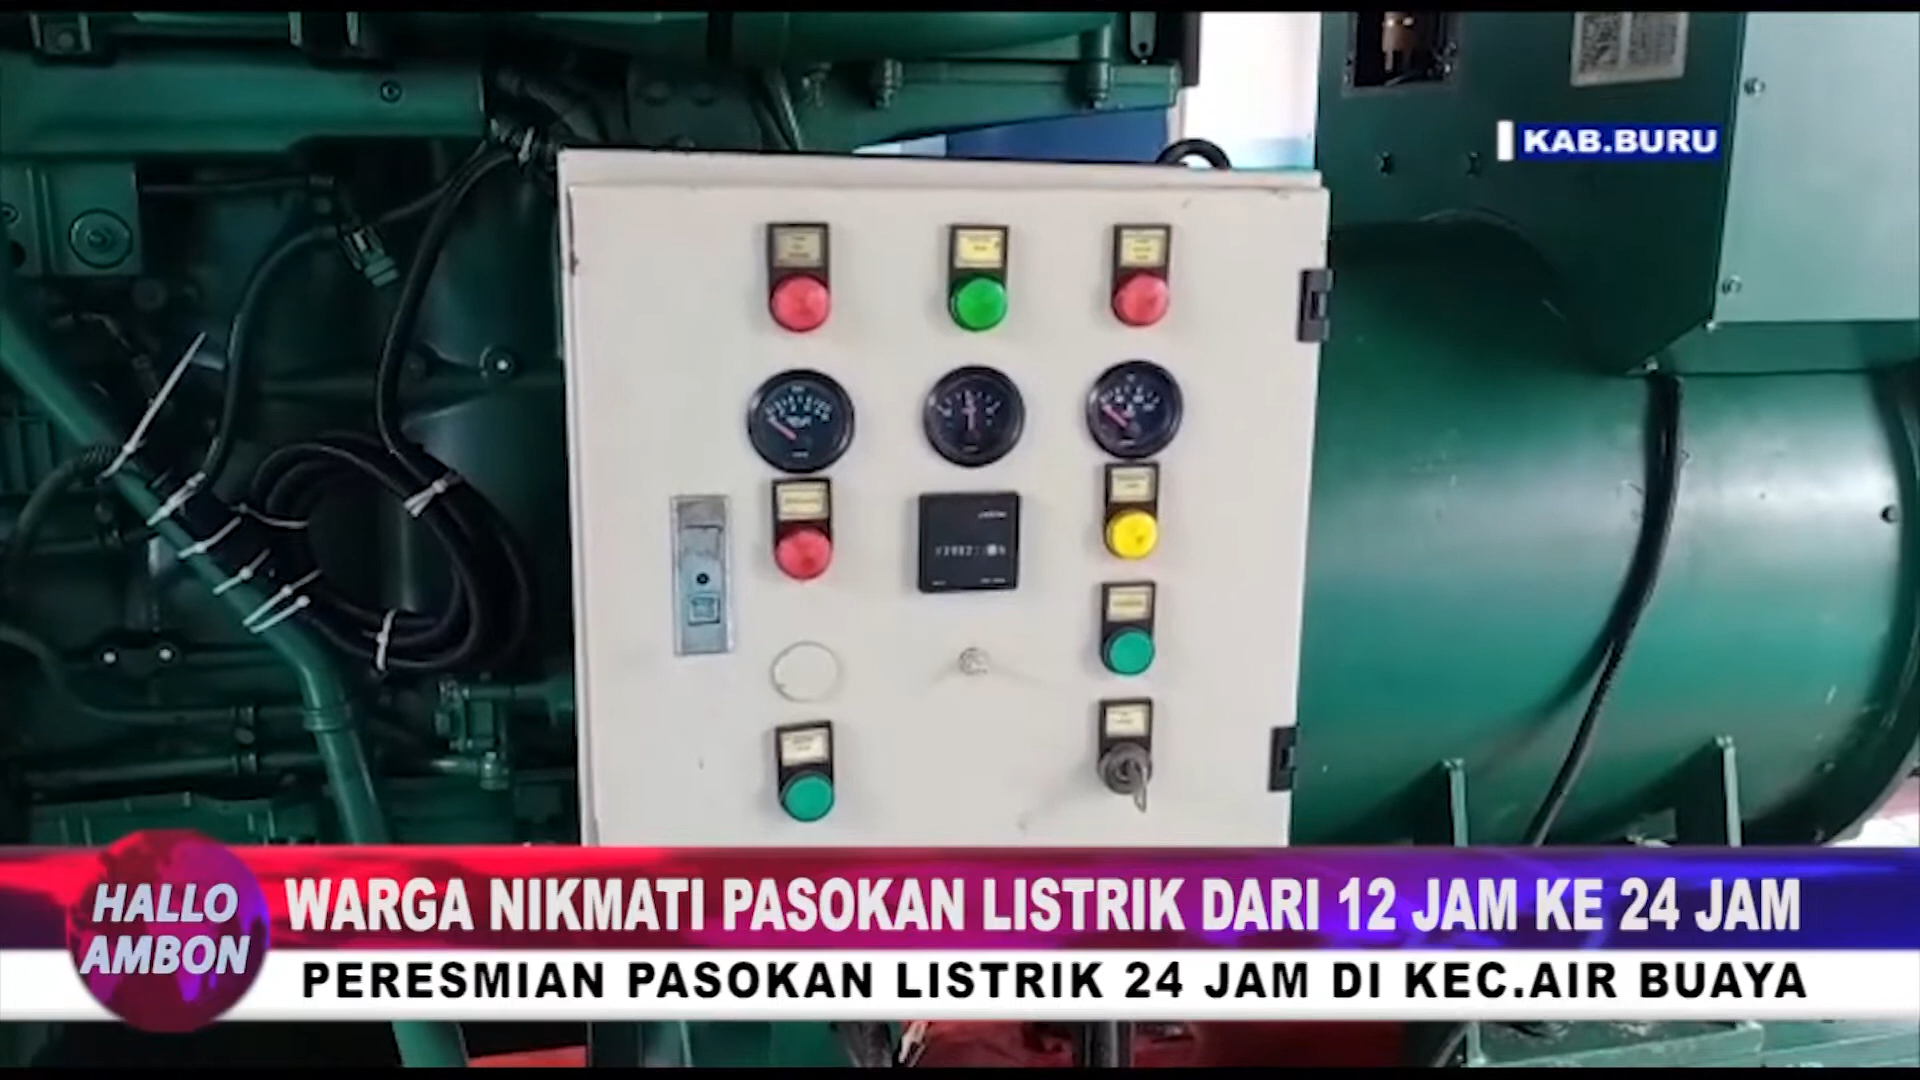 KAB.BURU
HALLO
AMBON
WARGA NIKMATI PASOKAN LISTRIK DARI 12 JAM KE 24 JAM
PERESMIAN PASOKAN LISTRIK 24 JAM DI KEC.AIR BUAYA